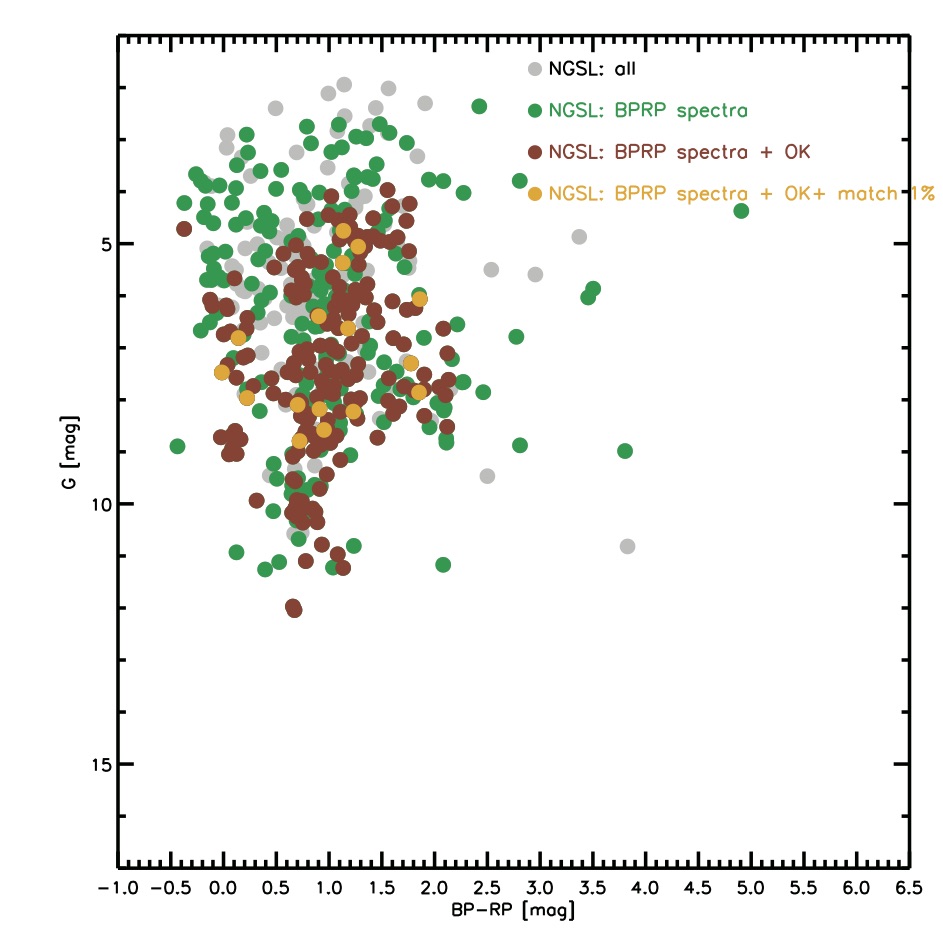 NGSL: all
NGSL: BPRP spectra
NGSL: BPRP spectra + OK
NGSL: BPRP spectra + OK+ match 1%
5
10
15
G [mag]
-1.0 -0.5 0.0 0.5 1.0 1.5 2.0 2.5 3.0 3.5 4.0 4.5 5.0 5.5 6.0 6.5
BP-RP [mag]